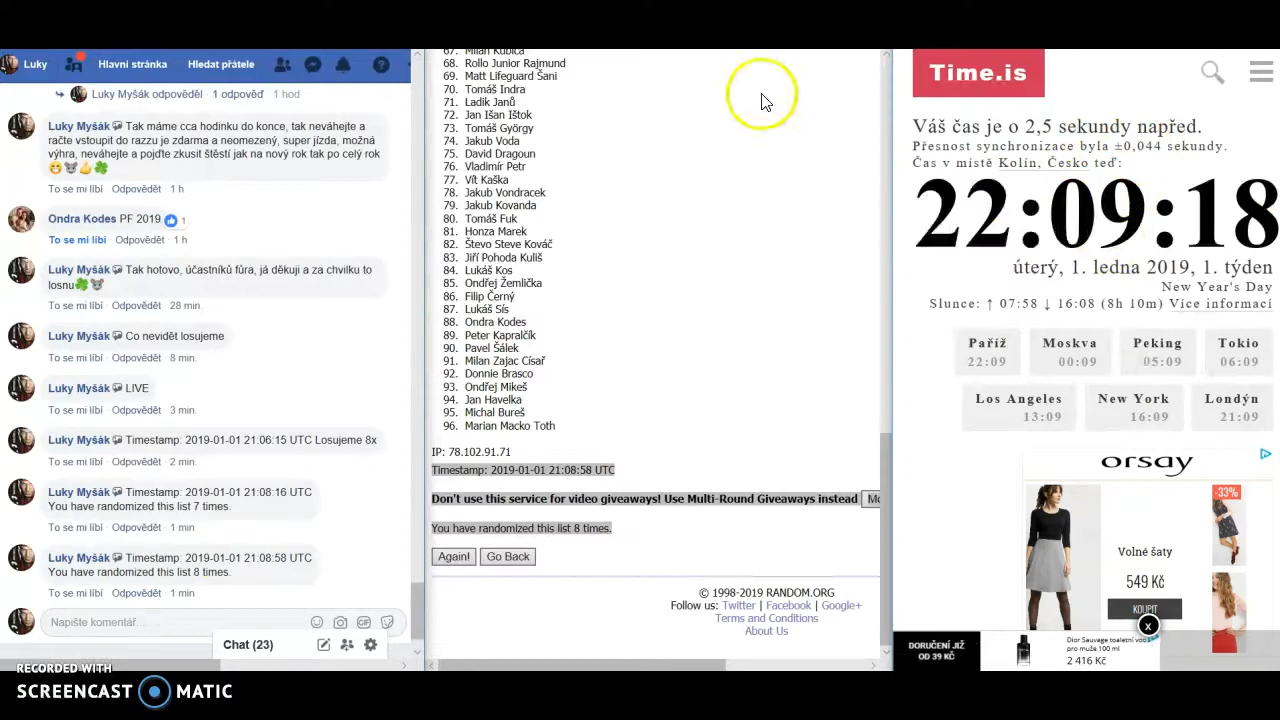 Luky
Hlavní stránka
Hledat přátele
Luky Myšák odpověděl · 1 odpověď 1 hod
Luky Myšák Tak máme cca hodinku do konce, tak neváhejte a
račte vstoupit do razzu je zdarma a neomezený, super jízda, možná
výhra, neváhejte a pojďte zkusit štěstí jak na nový rok tak po celý rok
To se mi líbí · Odpovědět · 1 h
Ondra Kodes PF 2019 1
To se mi líbí · Odpovědět · 1 h
Luky Myšák Tak hotovo, účastníků fůra, já děkuji a za chvilku to
losnu
To se mi líbí · Odpovědět · 28 min.
Luky Myšák Co nevidět losujeme
To se mi líbí · Odpovědět · 8 min.
Luky Myšák LIVE
To se mi líbí · Odpovědět · 3 min.
Luky Myšák Timestamp: 2019-01-01 21:06:15 UTC Losujeme 8x
To se mi líbí · Odpovědět · 2 min.
Luky Myšák Timestamp: 2019-01-01 21:08:16 UTC
You have randomized this list 7 times.
To se mi líbí · Odpovědět · 1 min
Luky Myšák Timestamp: 2019-01-01 21:08:58 UTC
You have randomized this list 8 times.
To se mi líbí · Odpovědět · 1 min
Napište komentář...
GIF
Chat (23)
RECORDED WITH
SCREENCAST MATIC
67. Milan Kubica
68. Rollo Junior Rajmund
69. Matt Lifeguard Šani
70. Tomáš Indra
71. Ladik Janů
72. Jan Išan Ištok
73. Tomáš György
74. Jakub Voda
75. David Dragoun
76. Vladimír Petr
77. Vít Kaška
78. Jakub Vondracek
79. Jakub Kovanda
80. Tomáš Fuk
81. Honza Marek
82. Števo Steve Kováč
83. Jiří Pohoda Kuliš
84. Lukáš Kos
85. Ondřej Žemlička
86. Filip Černý
87. Lukáš Sís
88. Ondra Kodes
89. Peter Kapralčík
90. Pavel Šálek
91. Milan Zajac Císař
92. Donnie Brasco
93. Ondřej Mikeš
94. Jan Havelka
95. Michal Bureš
96. Marian Macko Toth
IP: 78.102.91.71
Timestamp: 2019-01-01 21:08:58 UTC
Don't use this service for video giveaways! Use Multi-Round Giveaways instead Mo
You have randomized this list 8 times.
Again! Go Back
© 1998-2019 RANDOM.ORG
Follow us: Twitter | Facebook | Google+
Terms and Conditions
About Us
Time.is
Váš čas je o 2,5 sekundy napřed.
Přesnost synchronizace byla ±0,044 sekundy.
Čas v místě Kolín, Česko teď:
22:09:18
úterý, 1. ledna 2019, 1. týden
New Year's Day
Slunce: ↑ 07:58 ↓ 16:08 (8h 10m) Více informací
Paříž Moskva Peking Tokio
22:09 00:09 05:09 06:09
Los Angeles New York Londýn
13:09 16:09 21:09
orsay
-33%
Volné šaty
549 Kč
KOUPIT
x
DORUČENÍ JIŽ
OD 39 KČ
Dior Sauvage toaletní vod
pro muže 100 ml
2 416 Kč